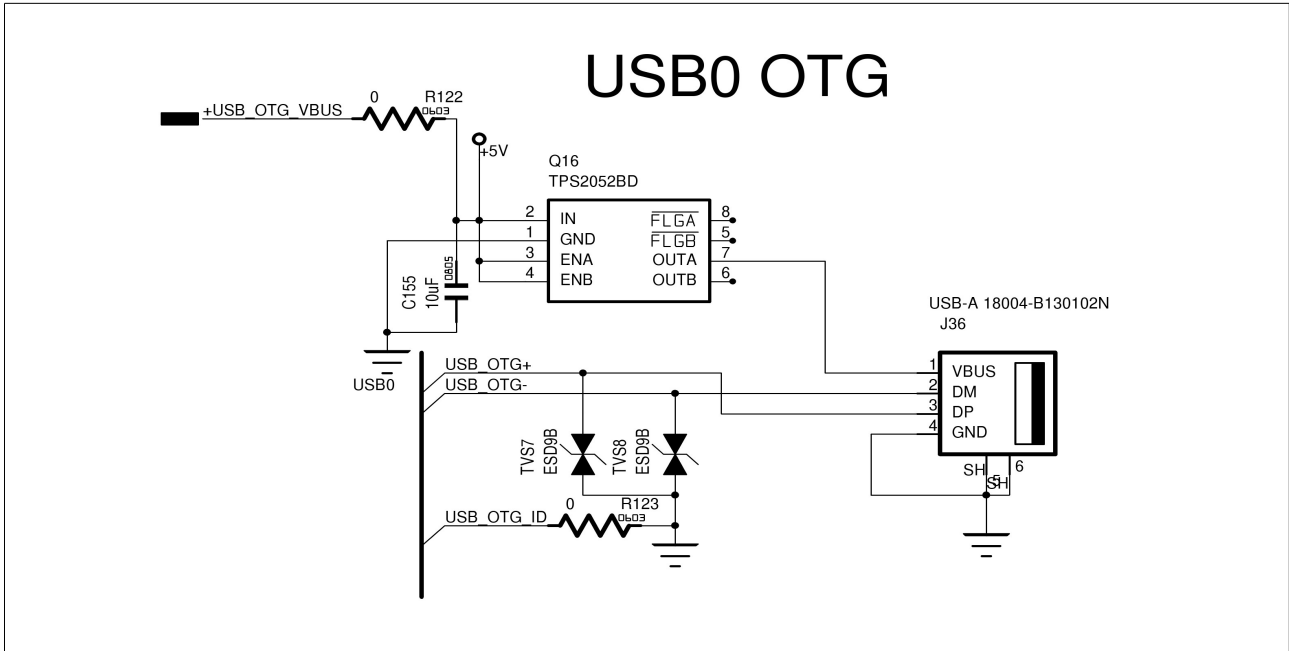 USB0 OTG
0 R122
0603
+USB_OTG_VBUS
+5V
Q16
TPS2052BD
2 IN FLGA 8
1 GND FLGB 5
3 ENA OUTA 7
4 ENB OUTB 6
C155
10uF
0805
USB-A 18004-B130102N
J36
1 VBUS
2 DM
3 DP
4 GND
SH 5
SH 6
USB0
USB_OTG+
USB_OTG-
TVS7
ESD9B
TVS8
ESD9B
0 R123
0603
USB_OTG_ID